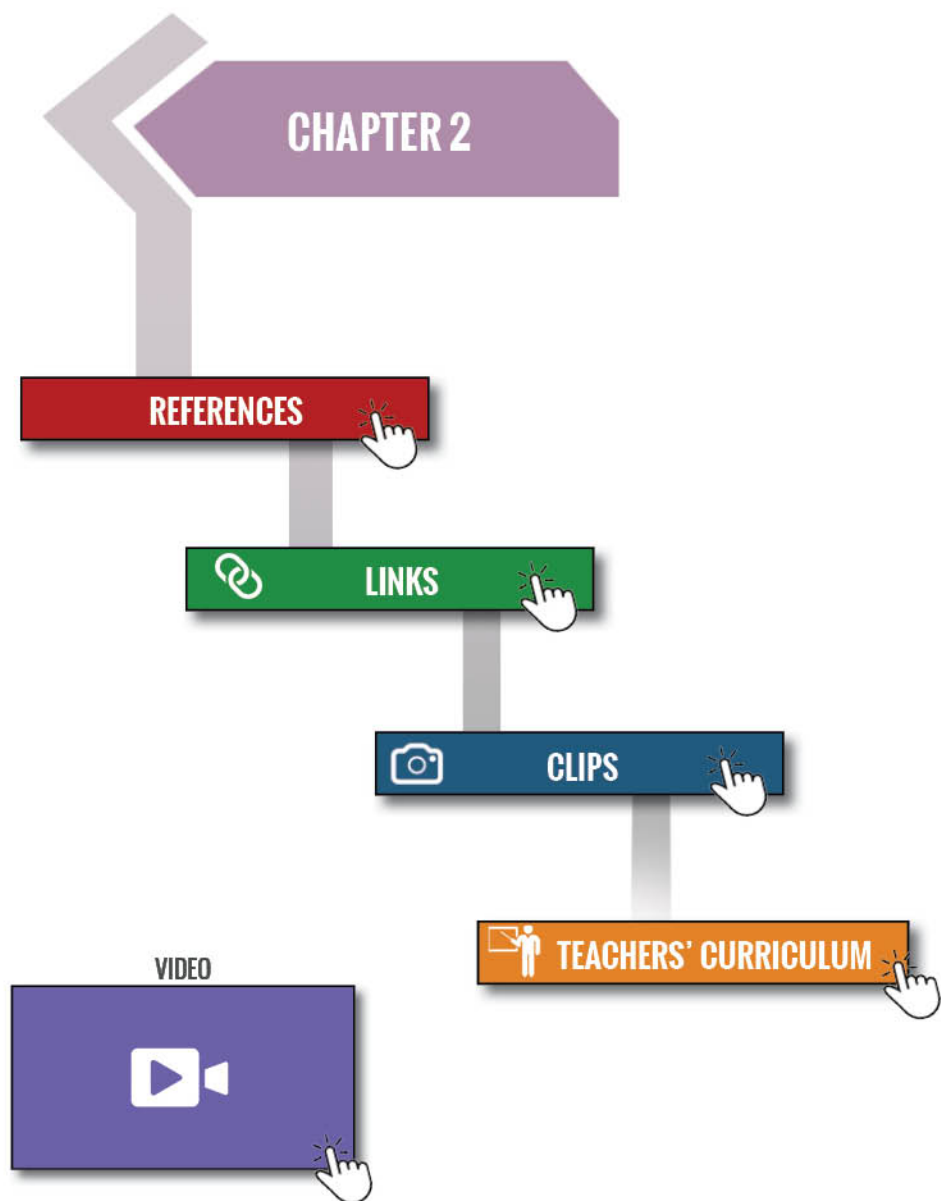 CHAPTER 2
REFERENCES
LINKS
CLIPS
TEACHERS' CURRICULUM
VIDEO